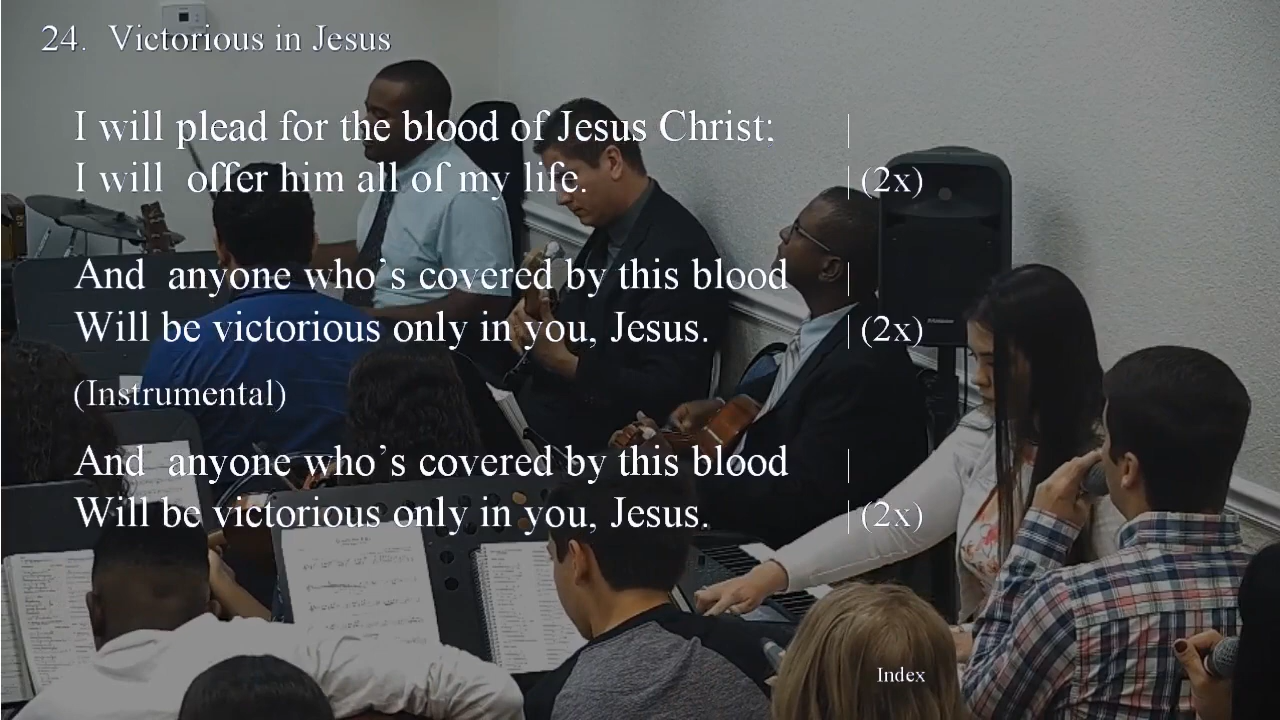 24. Victorious in Jesus
I will plead for the blood of Jesus Christ: |
I will offer him all of my life. | (2x)
And anyone who’s covered by this blood |
Will be victorious only in you, Jesus. | (2x)
(Instrumental)
And anyone who’s covered by this blood |
Will be victorious only in you, Jesus. | (2x)
Index